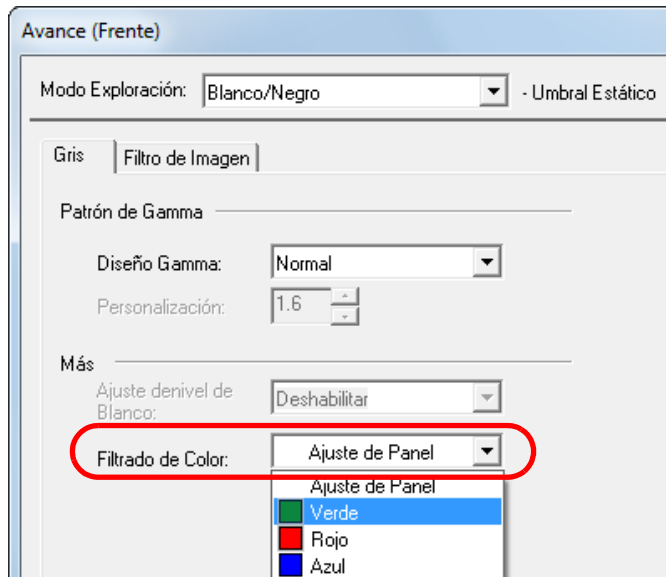 Avance (Frente)
Modo Exploración: Blanco/Negro - Umbral Estático
Gris Filtro de Imagen
Patrón de Gamma
Diseño Gamma: Normal
Personalización: 1.6
Más
Ajuste denivel de
Blanco: Deshabilitar
Filtrado de Color: Ajuste de Panel
Ajuste de Panel
Verde
Rojo
Azul